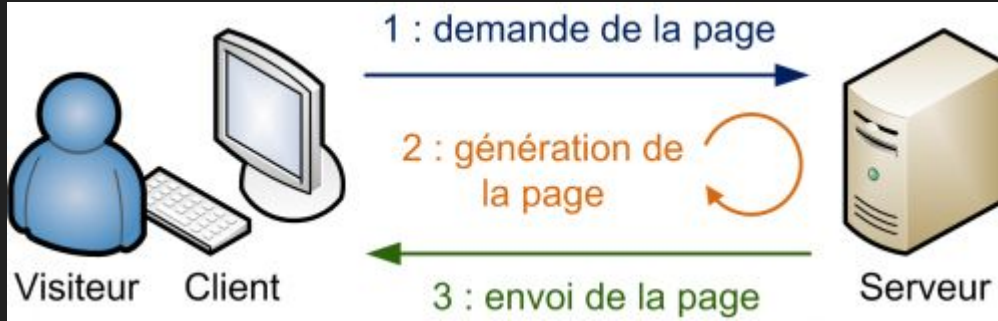 1 : demande de la page
2 : génération de
la page
3 : envoi de la page
Visiteur
Client
Serveur